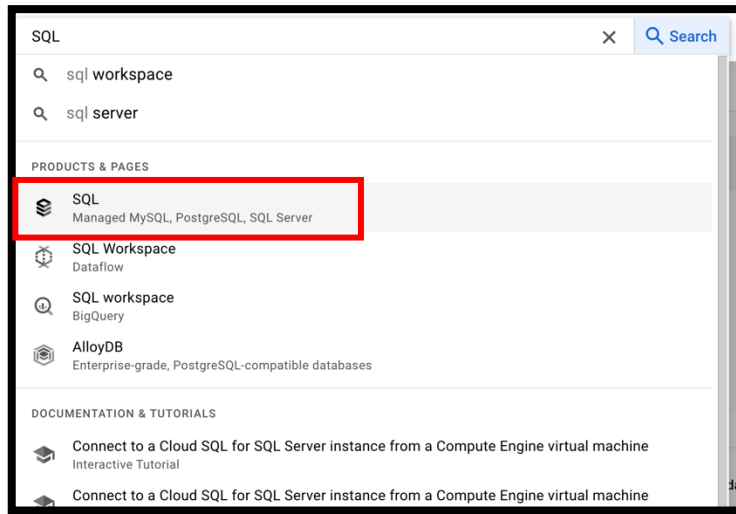 SQL
Search
sql workspace
sql server
PRODUCTS & PAGES
SQL
Managed MySQL, PostgreSQL, SQL Server
SQL Workspace
Dataflow
SQL workspace
BigQuery
AlloyDB
Enterprise-grade, PostgreSQL-compatible databases
DOCUMENTATION & TUTORIALS
Connect to a Cloud SQL for SQL Server instance from a Compute Engine virtual machine
Interactive Tutorial
Connect to a Cloud SQL for SQL Server instance from a Compute Engine virtual machine